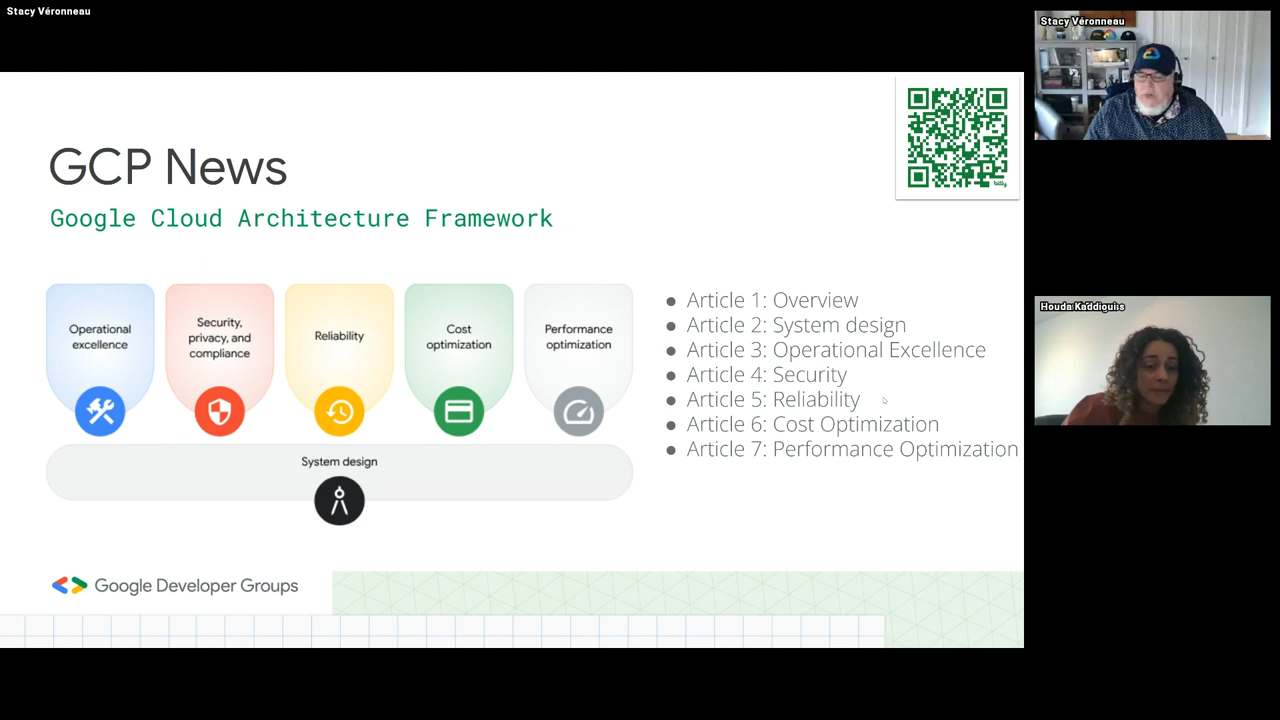 Stacy Véronneau
GCP News
Google Cloud Architecture Framework
Operational
excellence
Security,
privacy, and
compliance
Reliability
Cost
optimization
Performance
optimization
System design
Article 1: Overview
Article 2: System design
Article 3: Operational Excellence
Article 4: Security
Article 5: Reliability
Article 6: Cost Optimization
Article 7: Performance Optimization
Google Developer Groups
bitly
Stacy Véronneau
Houda Kaddiouis